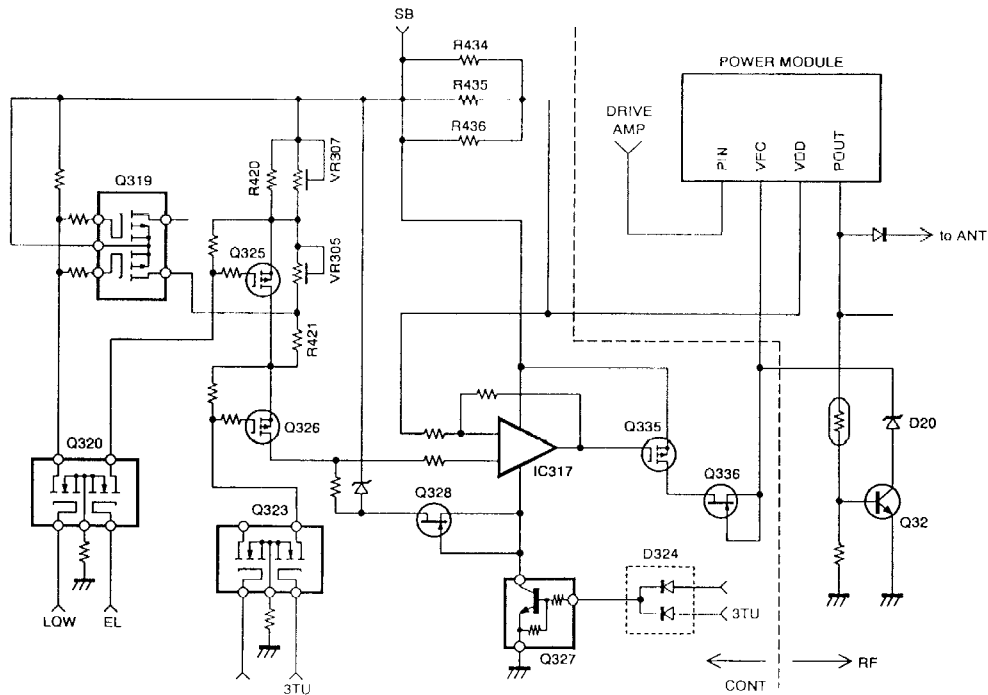 SB
R434
POWER MODULE
R435
DRIVE
AMP
R436
PIN
VPC
VDD
POUT
Q319
R420
VR307
to ANT
Q325
VR305
R421
Q320
Q326
IC317
Q335
D20
Q336
Q328
Q323
Q32
D324
LOW
EL
3TU
3TU
Q327
CONT
RF